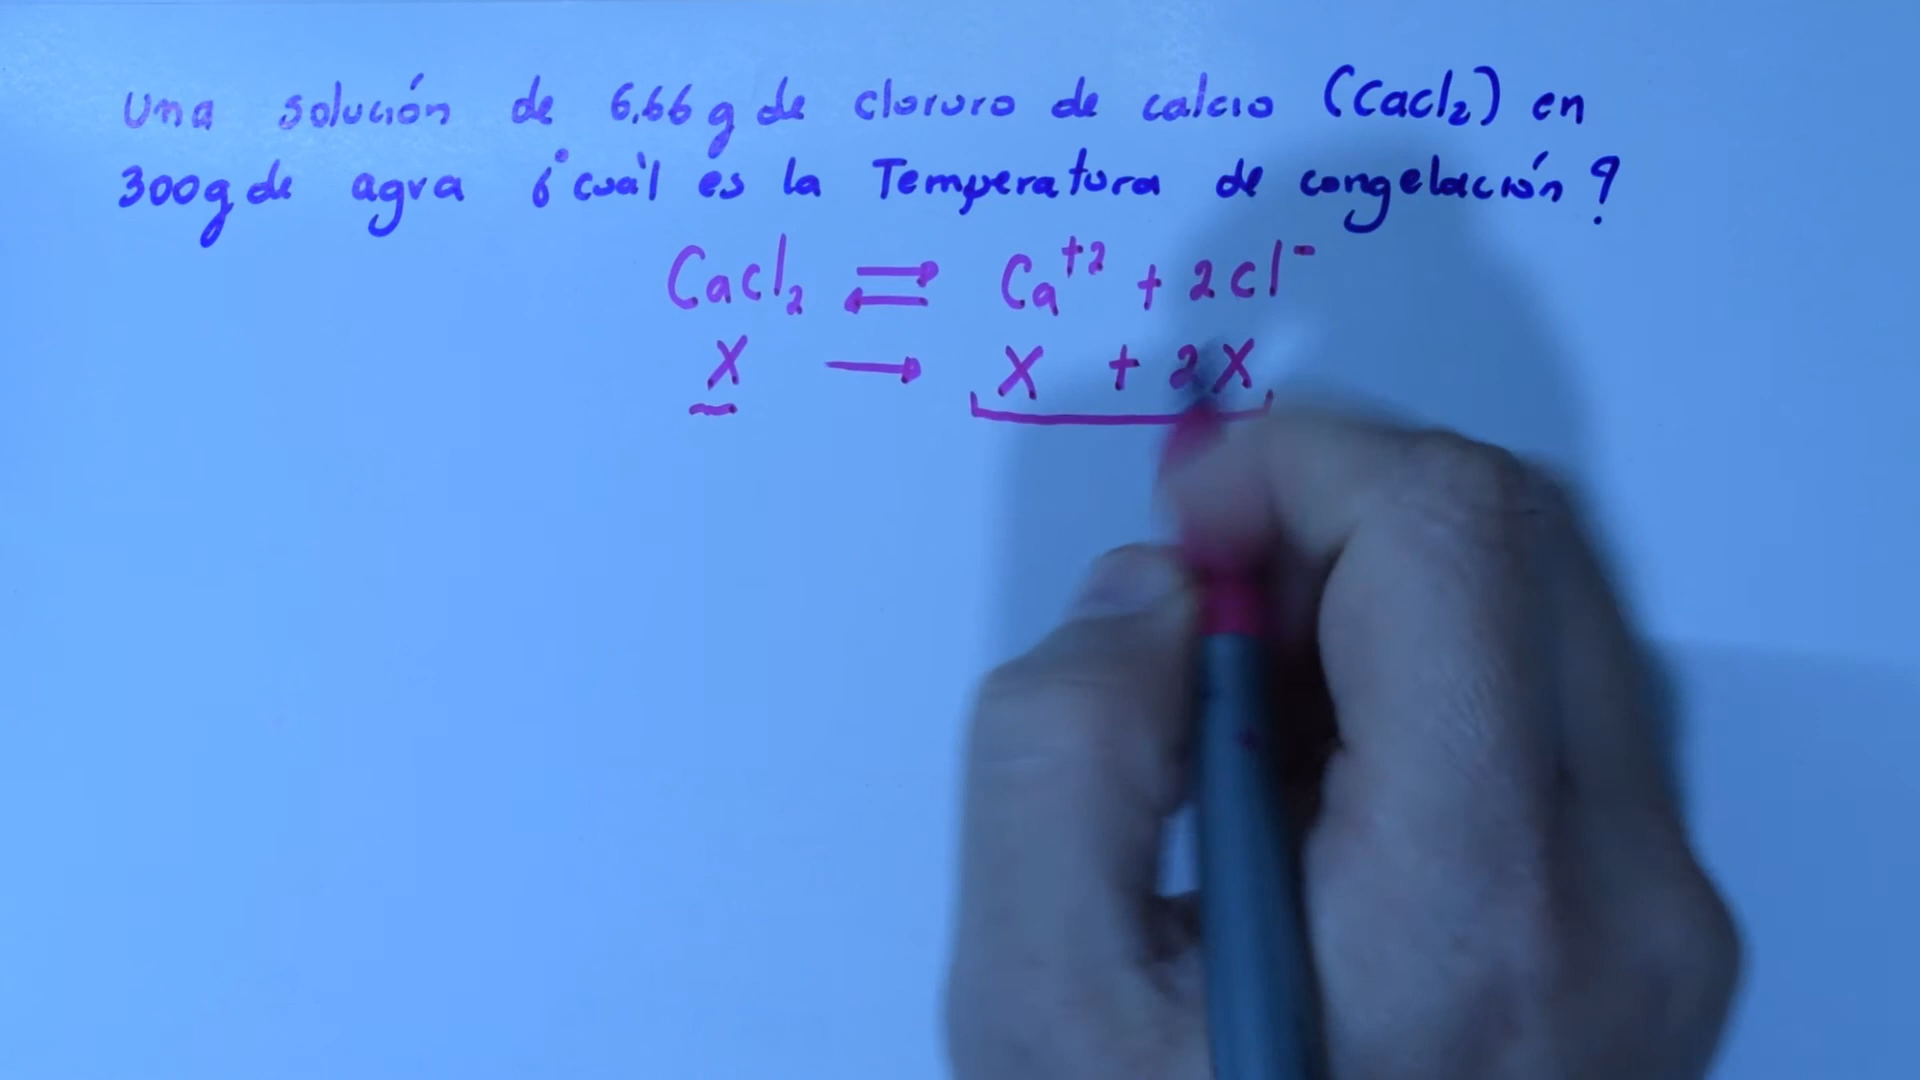 Una solución de 6.66 g de cloruro de calcio (CaCl₂) en
300g de agua ¿cuál es la Temperatura de congelación?
CaCl₂ ⇌ Ca⁺² + 2Cl⁻
X → X + 2X